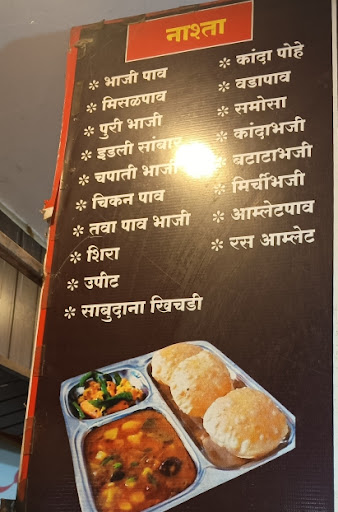 नाश्ता
* भाजी पाव
* मिसळपाव
* पुरी भाजी
* इडली सांबार
* चपाती भाजी
* चिकन पाव
* तवा पाव भाजी
* शिरा
* उपीट
* साबुदाना खिचडी
* कांदा पोहे
* वडापाव
* समोसा
* कांदाभजी
* बटाटाभजी
* मिर्चीभजी
* आम्लेटपाव
* रस आम्लेट